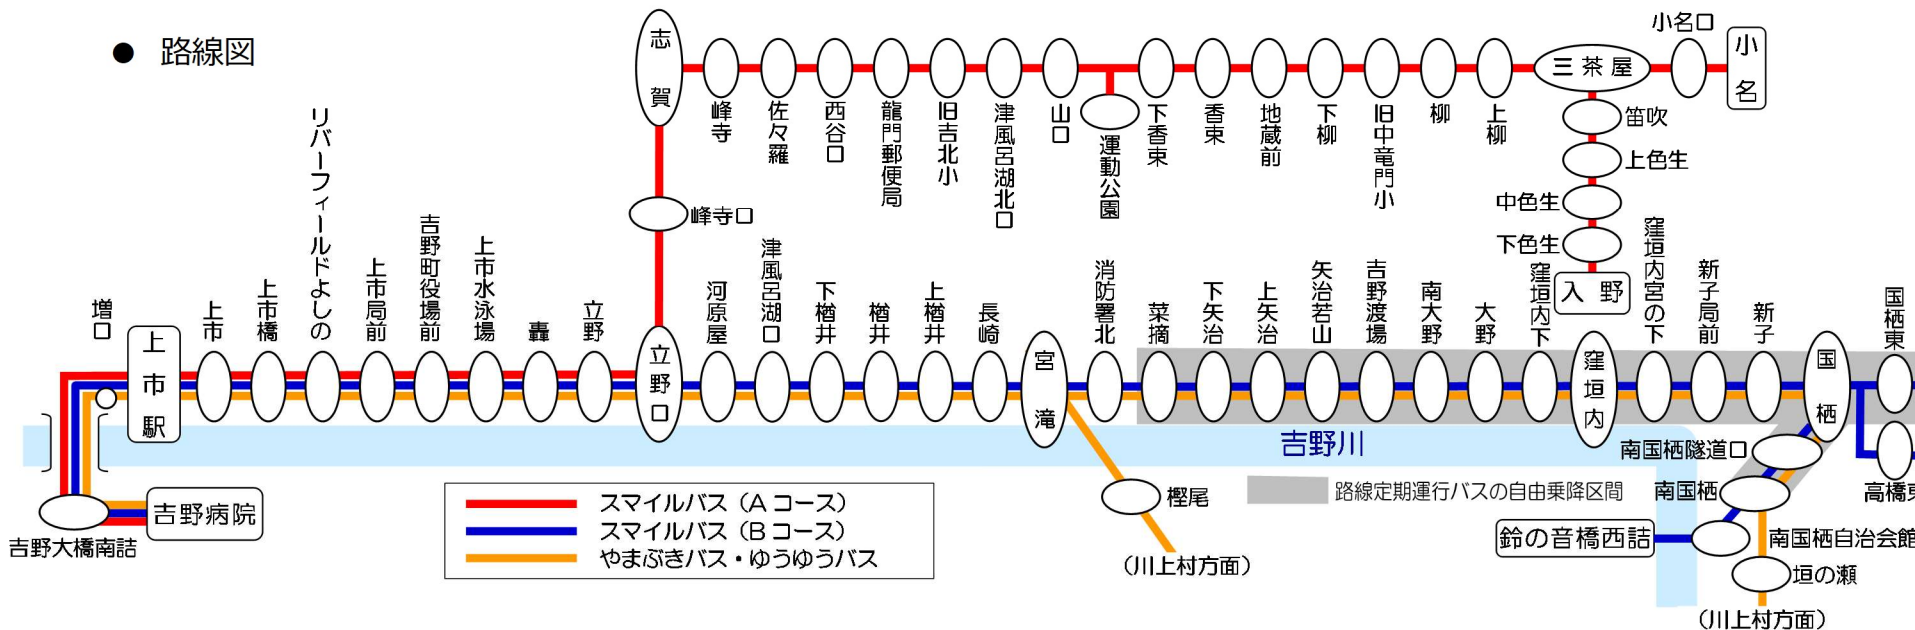 ● 路線図
志賀
峰寺
佐々羅
西谷口
龍門郵便局
旧吉北小
津風呂湖北口
山口
運動公園
下香束
香束
地蔵前
下柳
旧中竜門小
柳
上柳
三茶屋
小名口
小名
笛吹
上色生
中色生
下色生
入野
峰寺口
増口
上市駅
上市
上市橋
リバーフィールドよしの
上市局前
吉野町役場前
上市水泳場
轟
立野
立野口
河原屋
津風呂湖口
下楢井
楢井
上楢井
長崎
宮滝
消防署北
菜摘
下矢治
上矢治
矢治若山
吉野渡場
南大野
大野
窪垣内下
窪垣内
窪垣内宮の下
新子局前
新子
国栖
国栖東
高橋東
吉野川
南国栖隧道口
南国栖
鈴の音橋西詰
南国栖自治会館
垣の瀬
(川上村方面)
樫尾
(川上村方面)
吉野大橋南詰
吉野病院
スマイルバス(Aコース)
スマイルバス(Bコース)
やまぶきバス・ゆうゆうバス
路線定期運行バスの自由乗降区間